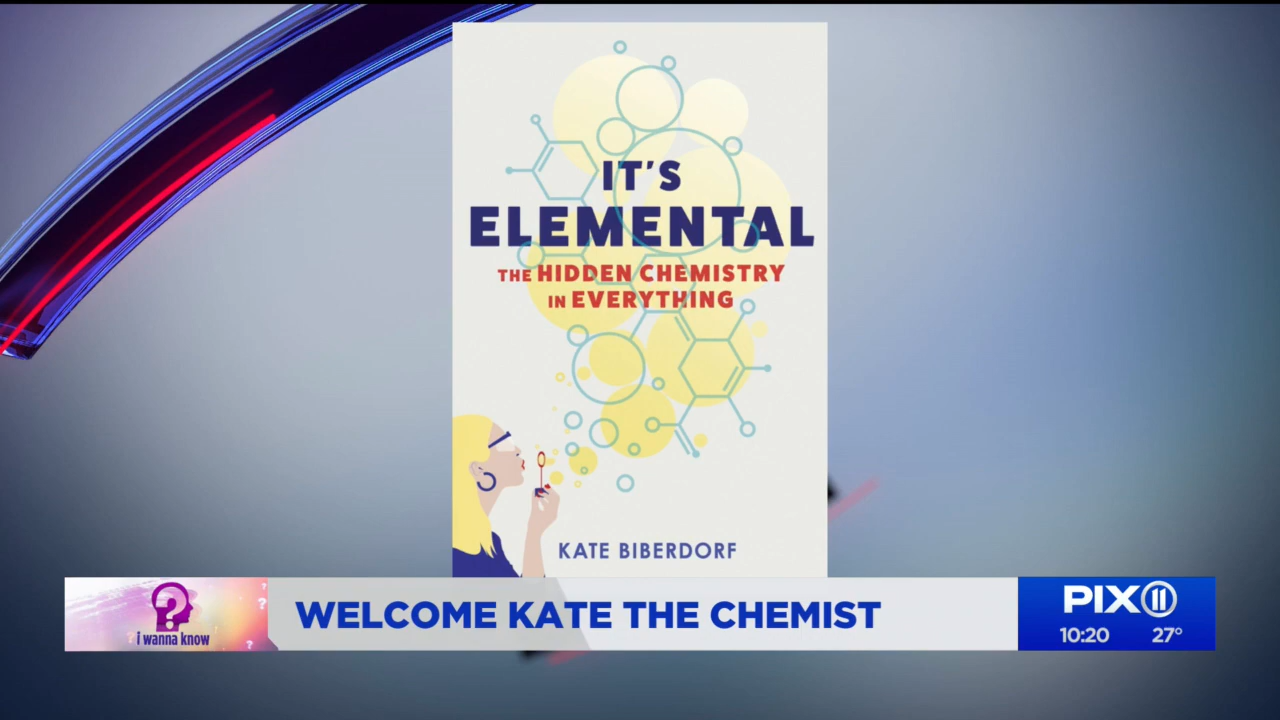 IT'S
ELEMENTAL
THE HIDDEN CHEMISTRY
IN EVERYTHING
KATE BIBERDORF
i wanna know
WELCOME KATE THE CHEMIST
PIX11
10:20 27°